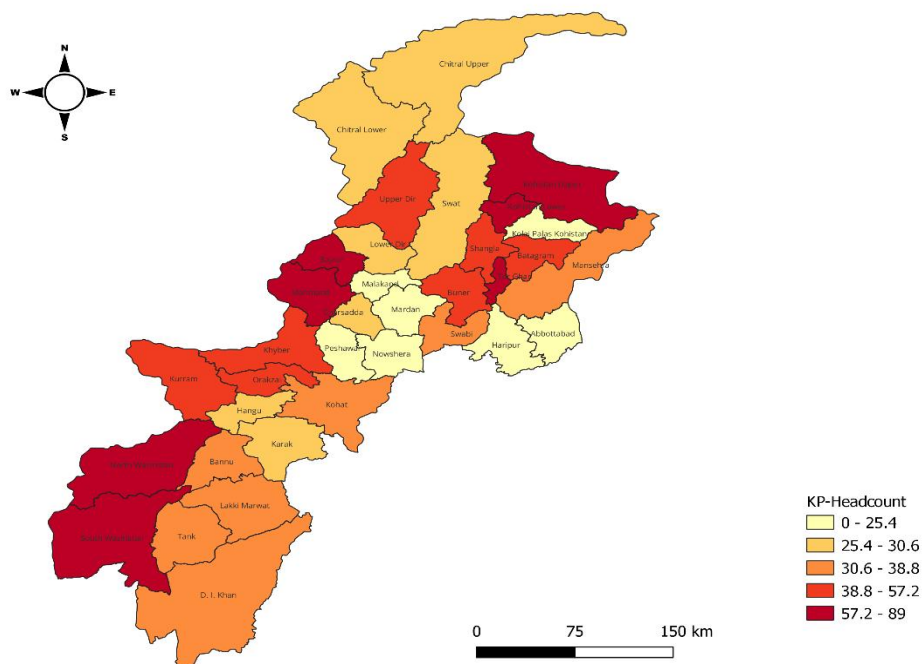 N
W
E
S
Chitral Upper
Chitral Lower
Upper Dir
Swat
Kolai Palas Kohistan
Lower Dir
Shangla
Batagram
Mansehra
Malakand
Buner
Mardan
Swabi
Abbottabad
Haripur
Peshawar
Nowshera
Khyber
Orakzai
Kurram
Hangu
Kohat
Karak
Bannu
Lakki Marwat
Tank
D. I. Khan
KP-Headcount
0 - 25.4
25.4 - 30.6
30.6 - 38.8
38.8 - 57.2
57.2 - 89
0 75 150 km